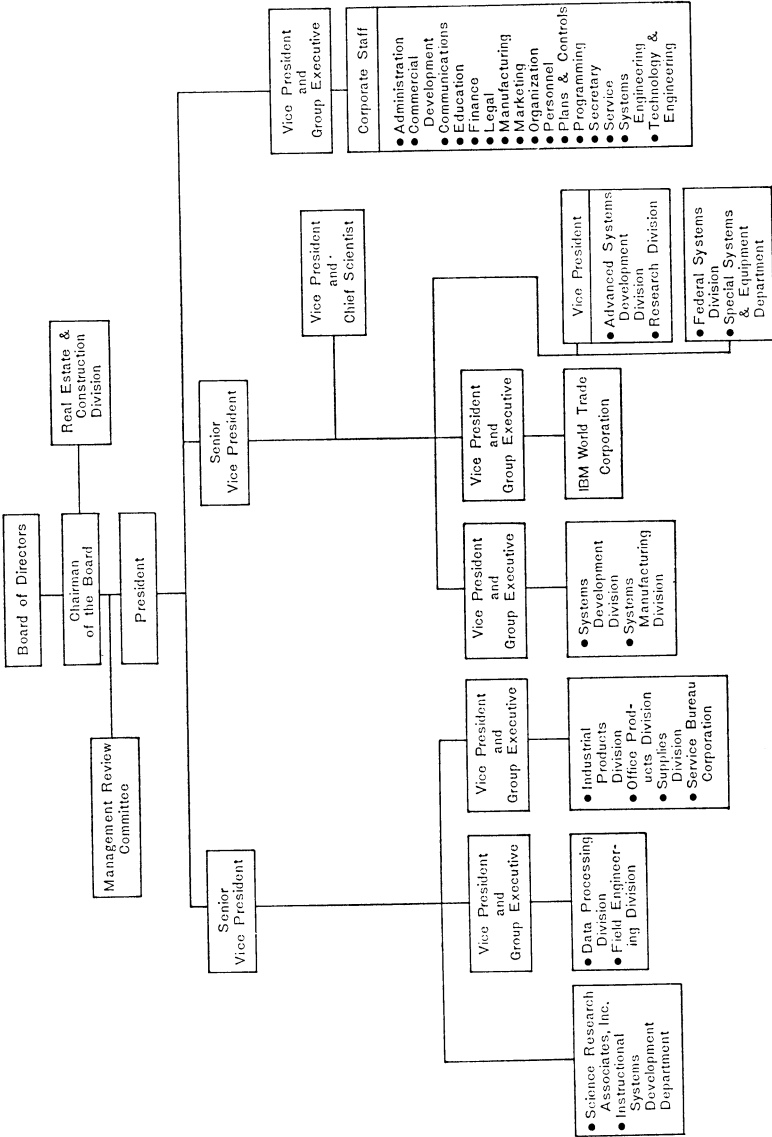 Board of Directors
Chairman
of the Board
Real Estate &
Construction
Division
Management Review
Committee
President
Senior
Vice President
Senior
Vice President
Vice President
and
Group Executive
Corporate Staff
● Administration
● Commercial
Development
● Communications
● Education
● Finance
● Legal
● Manufacturing
● Marketing
● Organization
● Personnel
● Plans & Controls
● Programming
● Secretary
● Service
● Systems
Engineering
● Technology &
Engineering
Vice President
and
Chief Scientist
● Science Research
Associates, Inc.
● Instructional
Systems
Development
Department
Vice President
and
Group Executive
● Data Processing
Division
● Field Engineer-
ing Division
Vice President
and
Group Executive
● Industrial
Products
Division
● Office Prod-
ucts Division
● Supplies
Division
● Service Bureau
Corporation
Vice President
and
Group Executive
● Systems
Development
Division
● Systems
Manufacturing
Division
Vice President
and
Group Executive
IBM World Trade
Corporation
Vice President
● Advanced Systems
Development
Division
● Research Division
● Federal Systems
Division
● Special Systems
& Equipment
Department